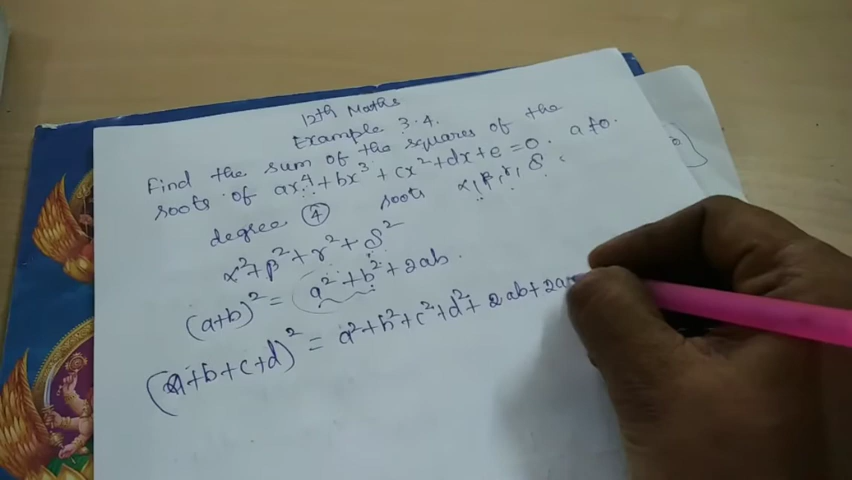 12th Maths
Example 3.4.
Find the sum of the squares of the
roots of ax⁴ + bx³ + cx² + dx + e = 0. a ≠ 0.
degree ④ roots α, β, γ, δ
α² + β² + γ² + δ²
(a+b)² = a² + b² + 2ab.
(a+b+c+d)² = a² + b² + c² + d² + 2ab + 2a